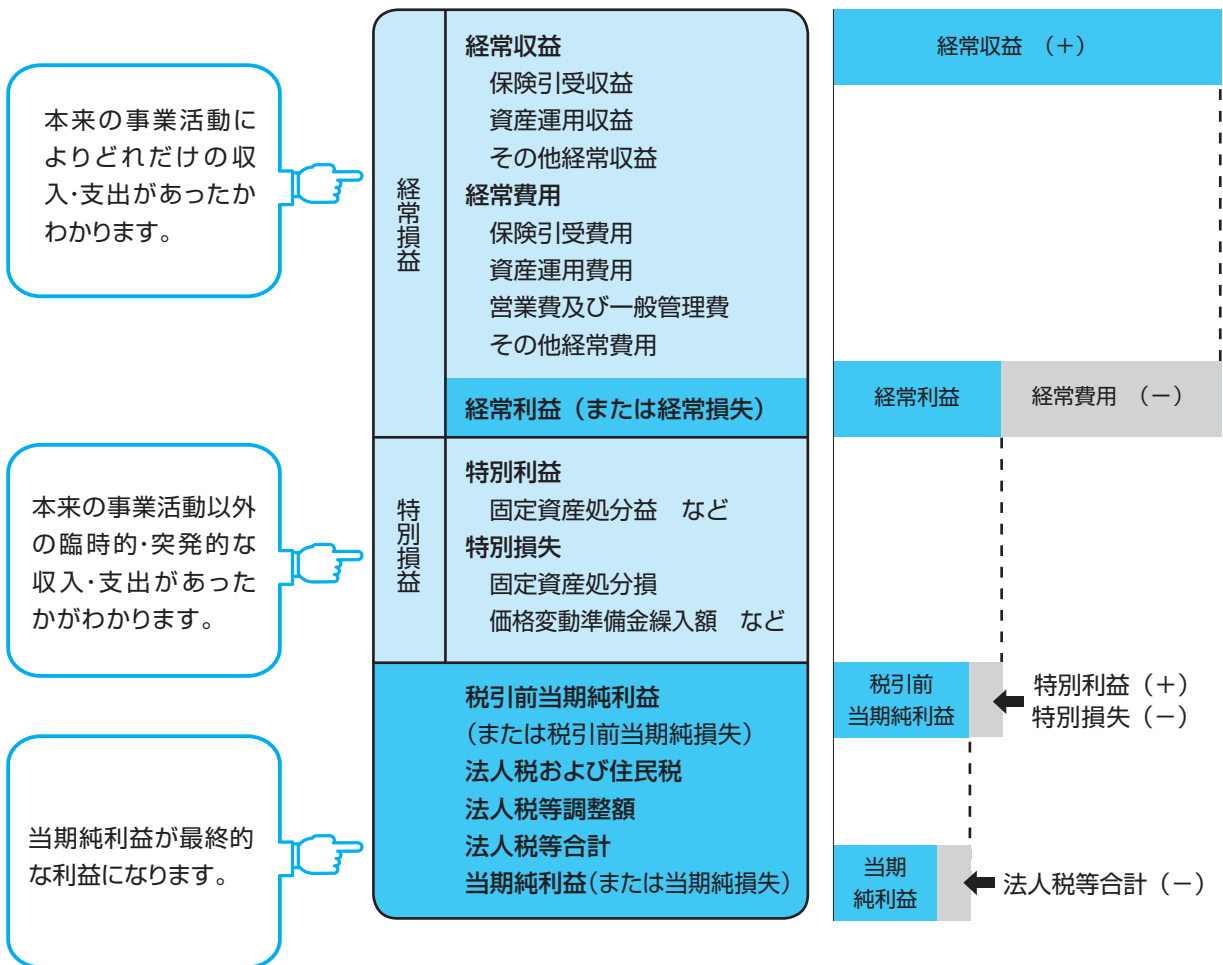 本来の事業活動に
よりどれだけの収
入・支出があったか
わかります。
本来の事業活動以外
の臨時的・突発的な
収入・支出があった
かがわかります。
当期純利益が最終的
な利益になります。
経常損益
経常収益
保険引受収益
資産運用収益
その他経常収益
経常費用
保険引受費用
資産運用費用
営業費及び一般管理費
その他経常費用
経常利益（または経常損失）
特別損益
特別利益
固定資産処分益　など
特別損失
固定資産処分損
価格変動準備金繰入額　など
税引前当期純利益
（または税引前当期純損失）
法人税および住民税
法人税等調整額
法人税等合計
当期純利益（または当期純損失）
経常収益　（＋）
経常利益
経常費用　（－）
税引前
当期純利益
特別利益（＋）
特別損失（－）
当期
純利益
法人税等合計（－）